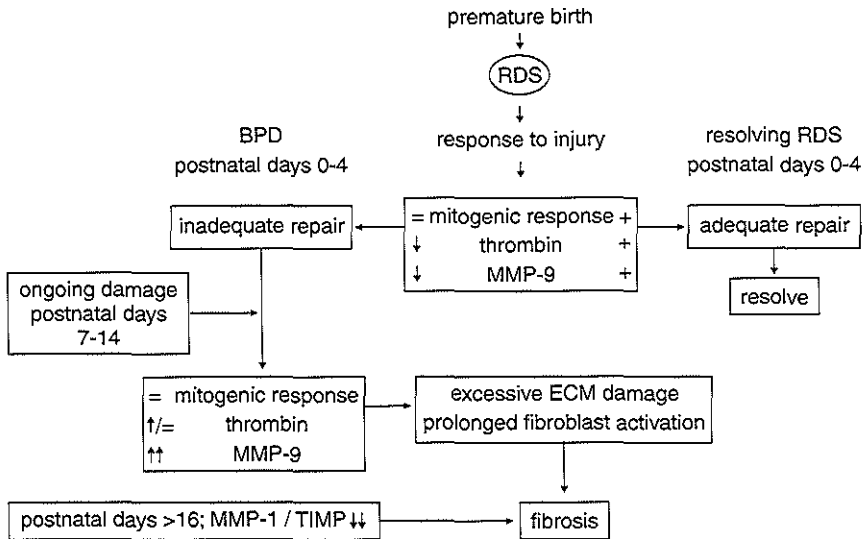 premature birth
RDS
BPD
postnatal days 0-4
response to injury
resolving RDS
postnatal days 0-4
inadequate repair
= mitogenic response +
↓ thrombin +
↓ MMP-9 +
adequate repair
resolve
ongoing damage
postnatal days
7-14
= mitogenic response
↑/= thrombin
↑↑ MMP-9
excessive ECM damage
prolonged fibroblast activation
postnatal days >16; MMP-1 / TIMP ↓↓
fibrosis